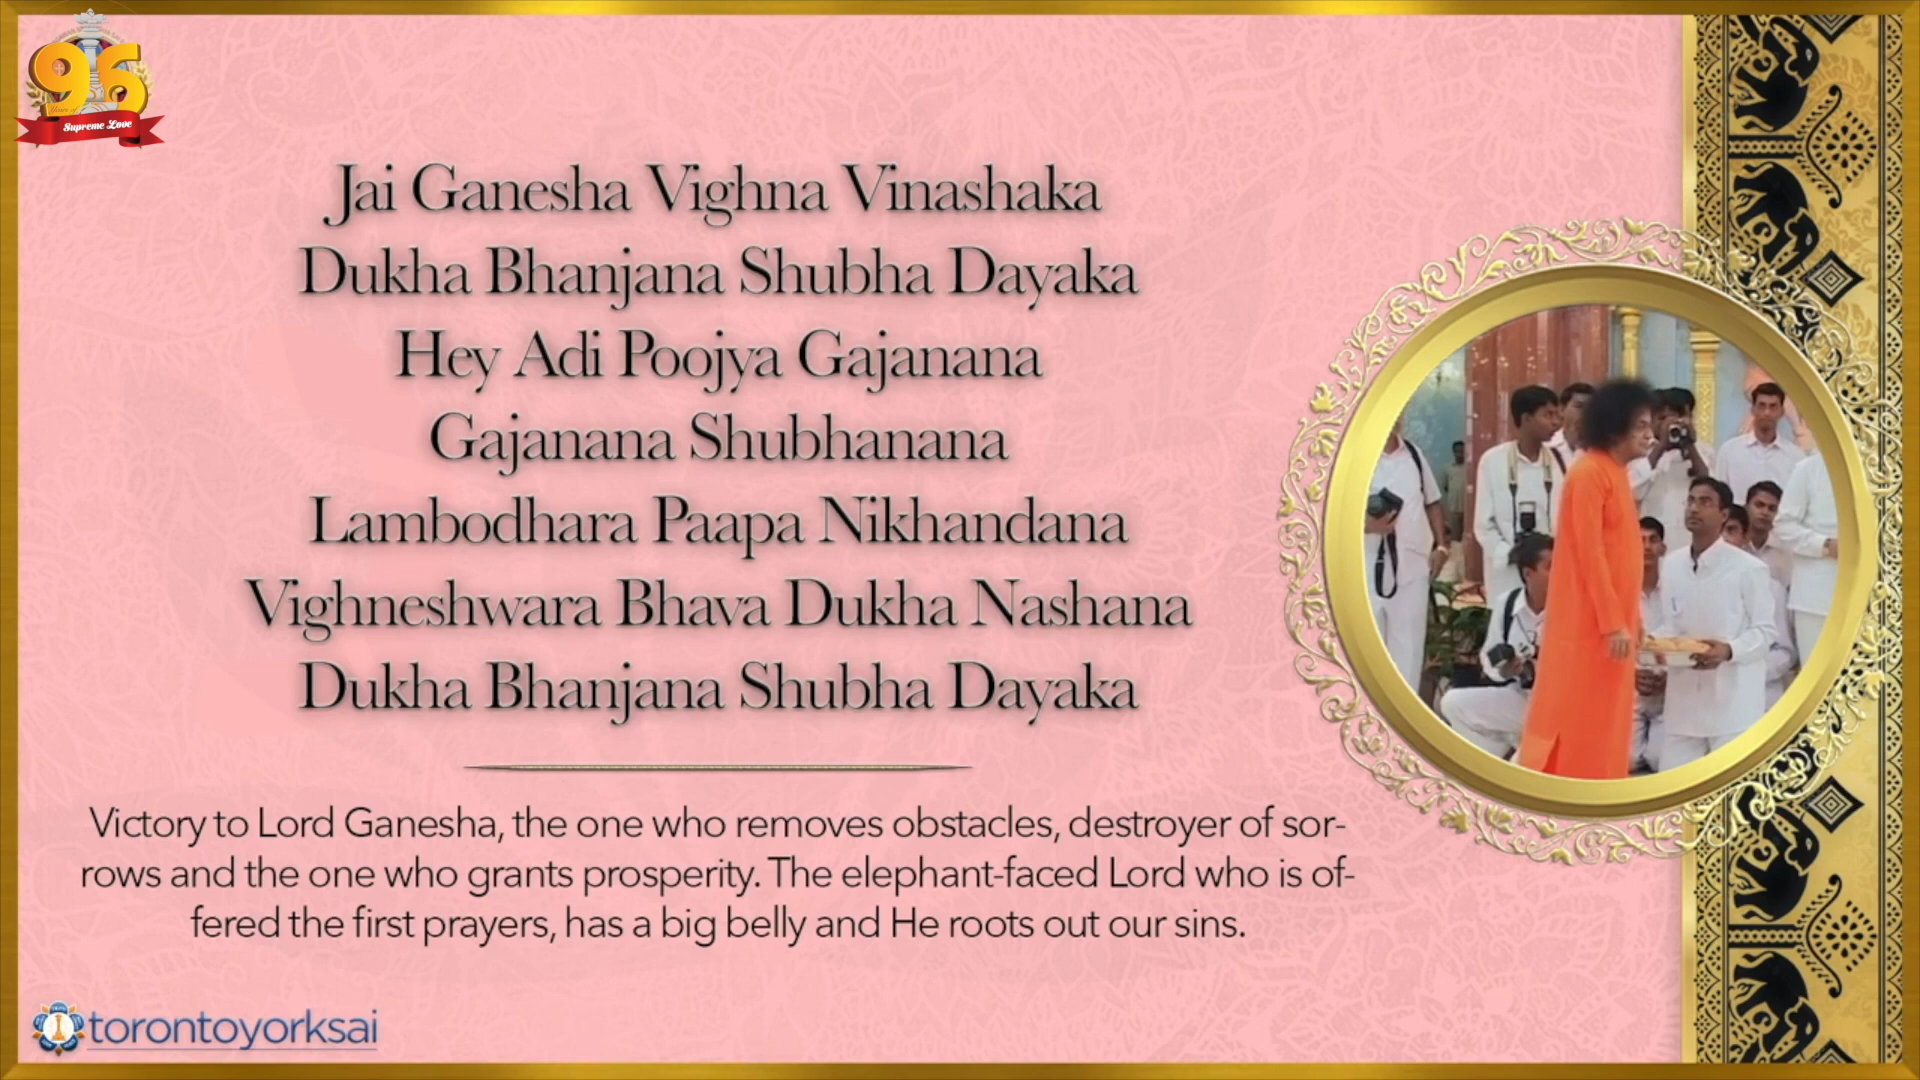 96
Years of
Supreme Love
Jai Ganesha Vighna Vinashaka
Dukha Bhanjana Shubha Dayaka
Hey Adi Poojya Gajanana
Gajanana Shubhanana
Lambodhara Paapa Nikhandana
Vighneshwara Bhava Dukha Nashana
Dukha Bhanjana Shubha Dayaka
Victory to Lord Ganesha, the one who removes obstacles, destroyer of sor-
rows and the one who grants prosperity. The elephant-faced Lord who is of-
fered the first prayers, has a big belly and He roots out our sins.
torontoyorksai